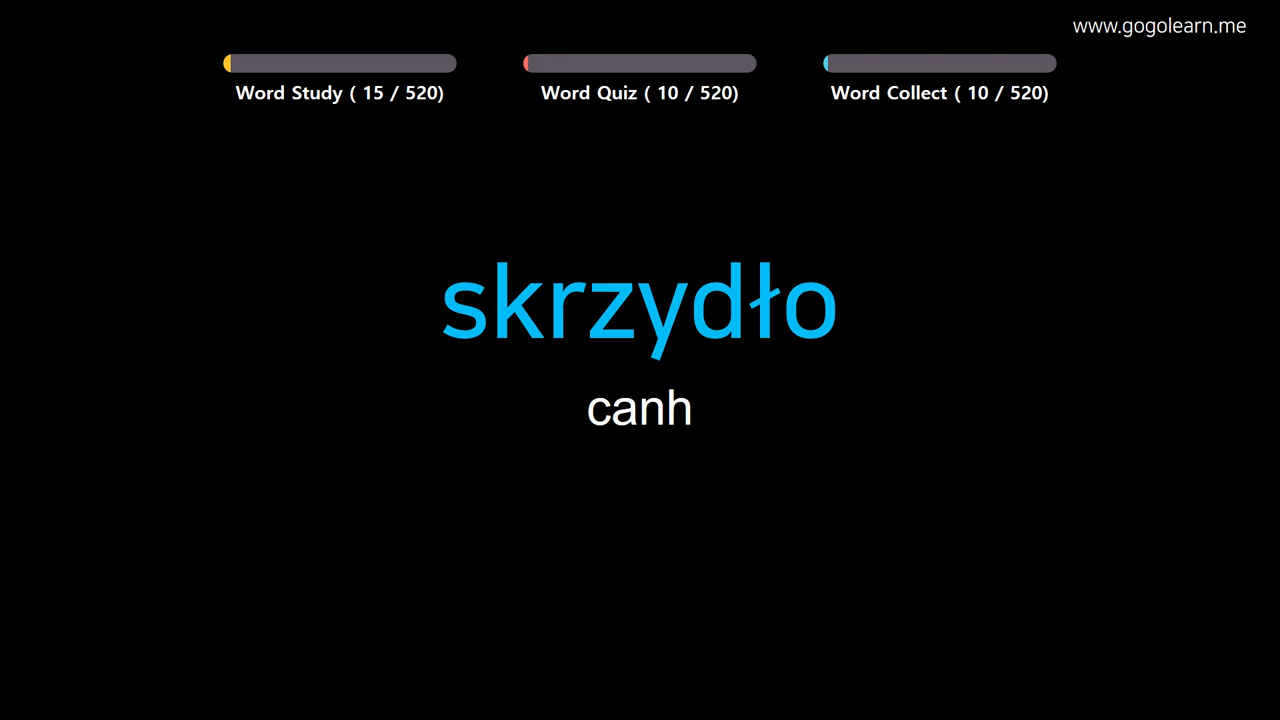 www.gogolearn.me
Word Study ( 15 / 520)
Word Quiz ( 10 / 520)
Word Collect ( 10 / 520)
skrzydło
canh